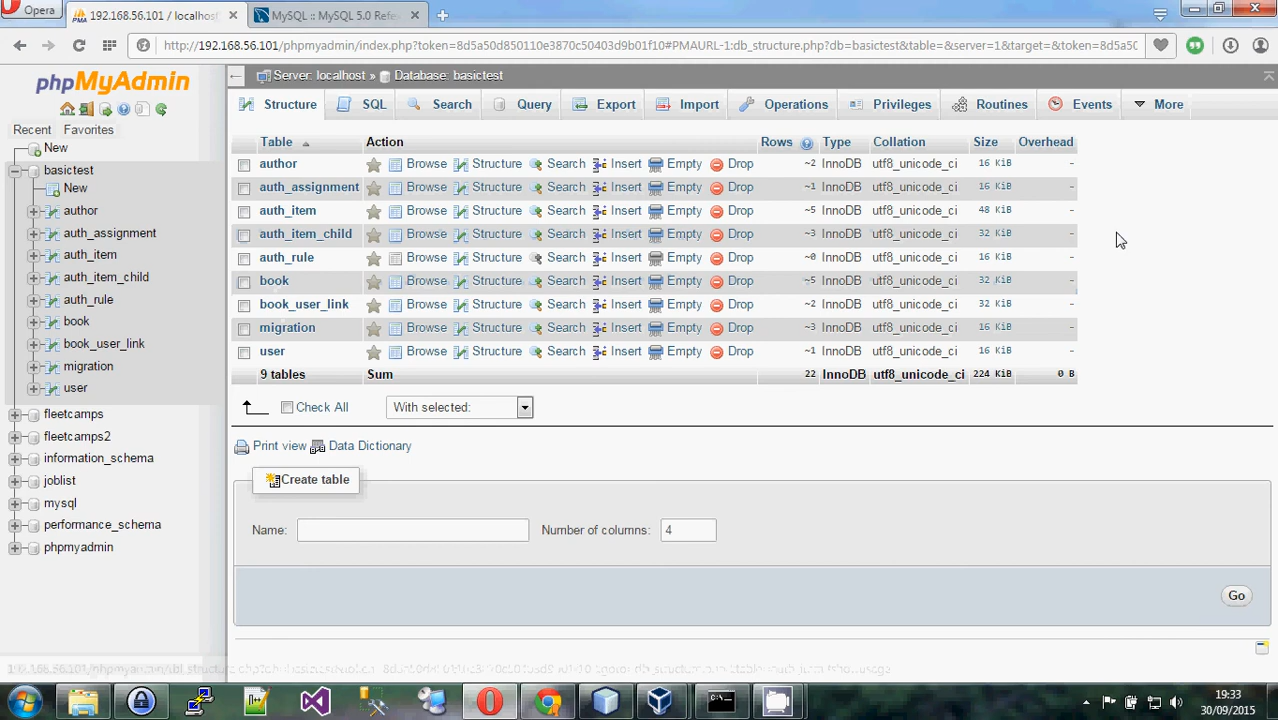 Opera
192.168.56.101 / localhost
MySQL :: MySQL 5.0 Refe
http://192.168.56.101/phpmyadmin/index.php?token=8d5a50d85011be3870c50403d9b01f10#PMAURL-1:db_structure.php?db=basictest&table=&server=1&target=&token=8d5a50
phpMyAdmin
Recent Favorites
New
basictest
New
author
auth_assignment
auth_item
auth_item_child
auth_rule
book
book_user_link
migration
user
fleetcamps
fleetcamps2
information_schema
joblist
mysql
performance_schema
phpmyadmin
Server: localhost » Database: basictest
Structure SQL Search Query Export Import Operations Privileges Routines Events More
Table Action Rows Type Collation Size Overhead
author Browse Structure Search Insert Empty Drop ~2 InnoDB utf8_unicode_ci 16 KiB -
auth_assignment Browse Structure Search Insert Empty Drop ~1 InnoDB utf8_unicode_ci 16 KiB -
auth_item Browse Structure Search Insert Empty Drop ~5 InnoDB utf8_unicode_ci 48 KiB -
auth_item_child Browse Structure Search Insert Empty Drop ~3 InnoDB utf8_unicode_ci 32 KiB -
auth_rule Browse Structure Search Insert Empty Drop ~0 InnoDB utf8_unicode_ci 16 KiB -
book Browse Structure Search Insert Empty Drop ~5 InnoDB utf8_unicode_ci 32 KiB -
book_user_link Browse Structure Search Insert Empty Drop ~2 InnoDB utf8_unicode_ci 32 KiB -
migration Browse Structure Search Insert Empty Drop ~3 InnoDB utf8_unicode_ci 16 KiB -
user Browse Structure Search Insert Empty Drop ~1 InnoDB utf8_unicode_ci 16 KiB -
9 tables Sum 22 InnoDB utf8_unicode_ci 224 KiB 0 B
Check All With selected:
Print view Data Dictionary
Create table
Name: Number of columns: 4
Go
19:33
30/09/2015